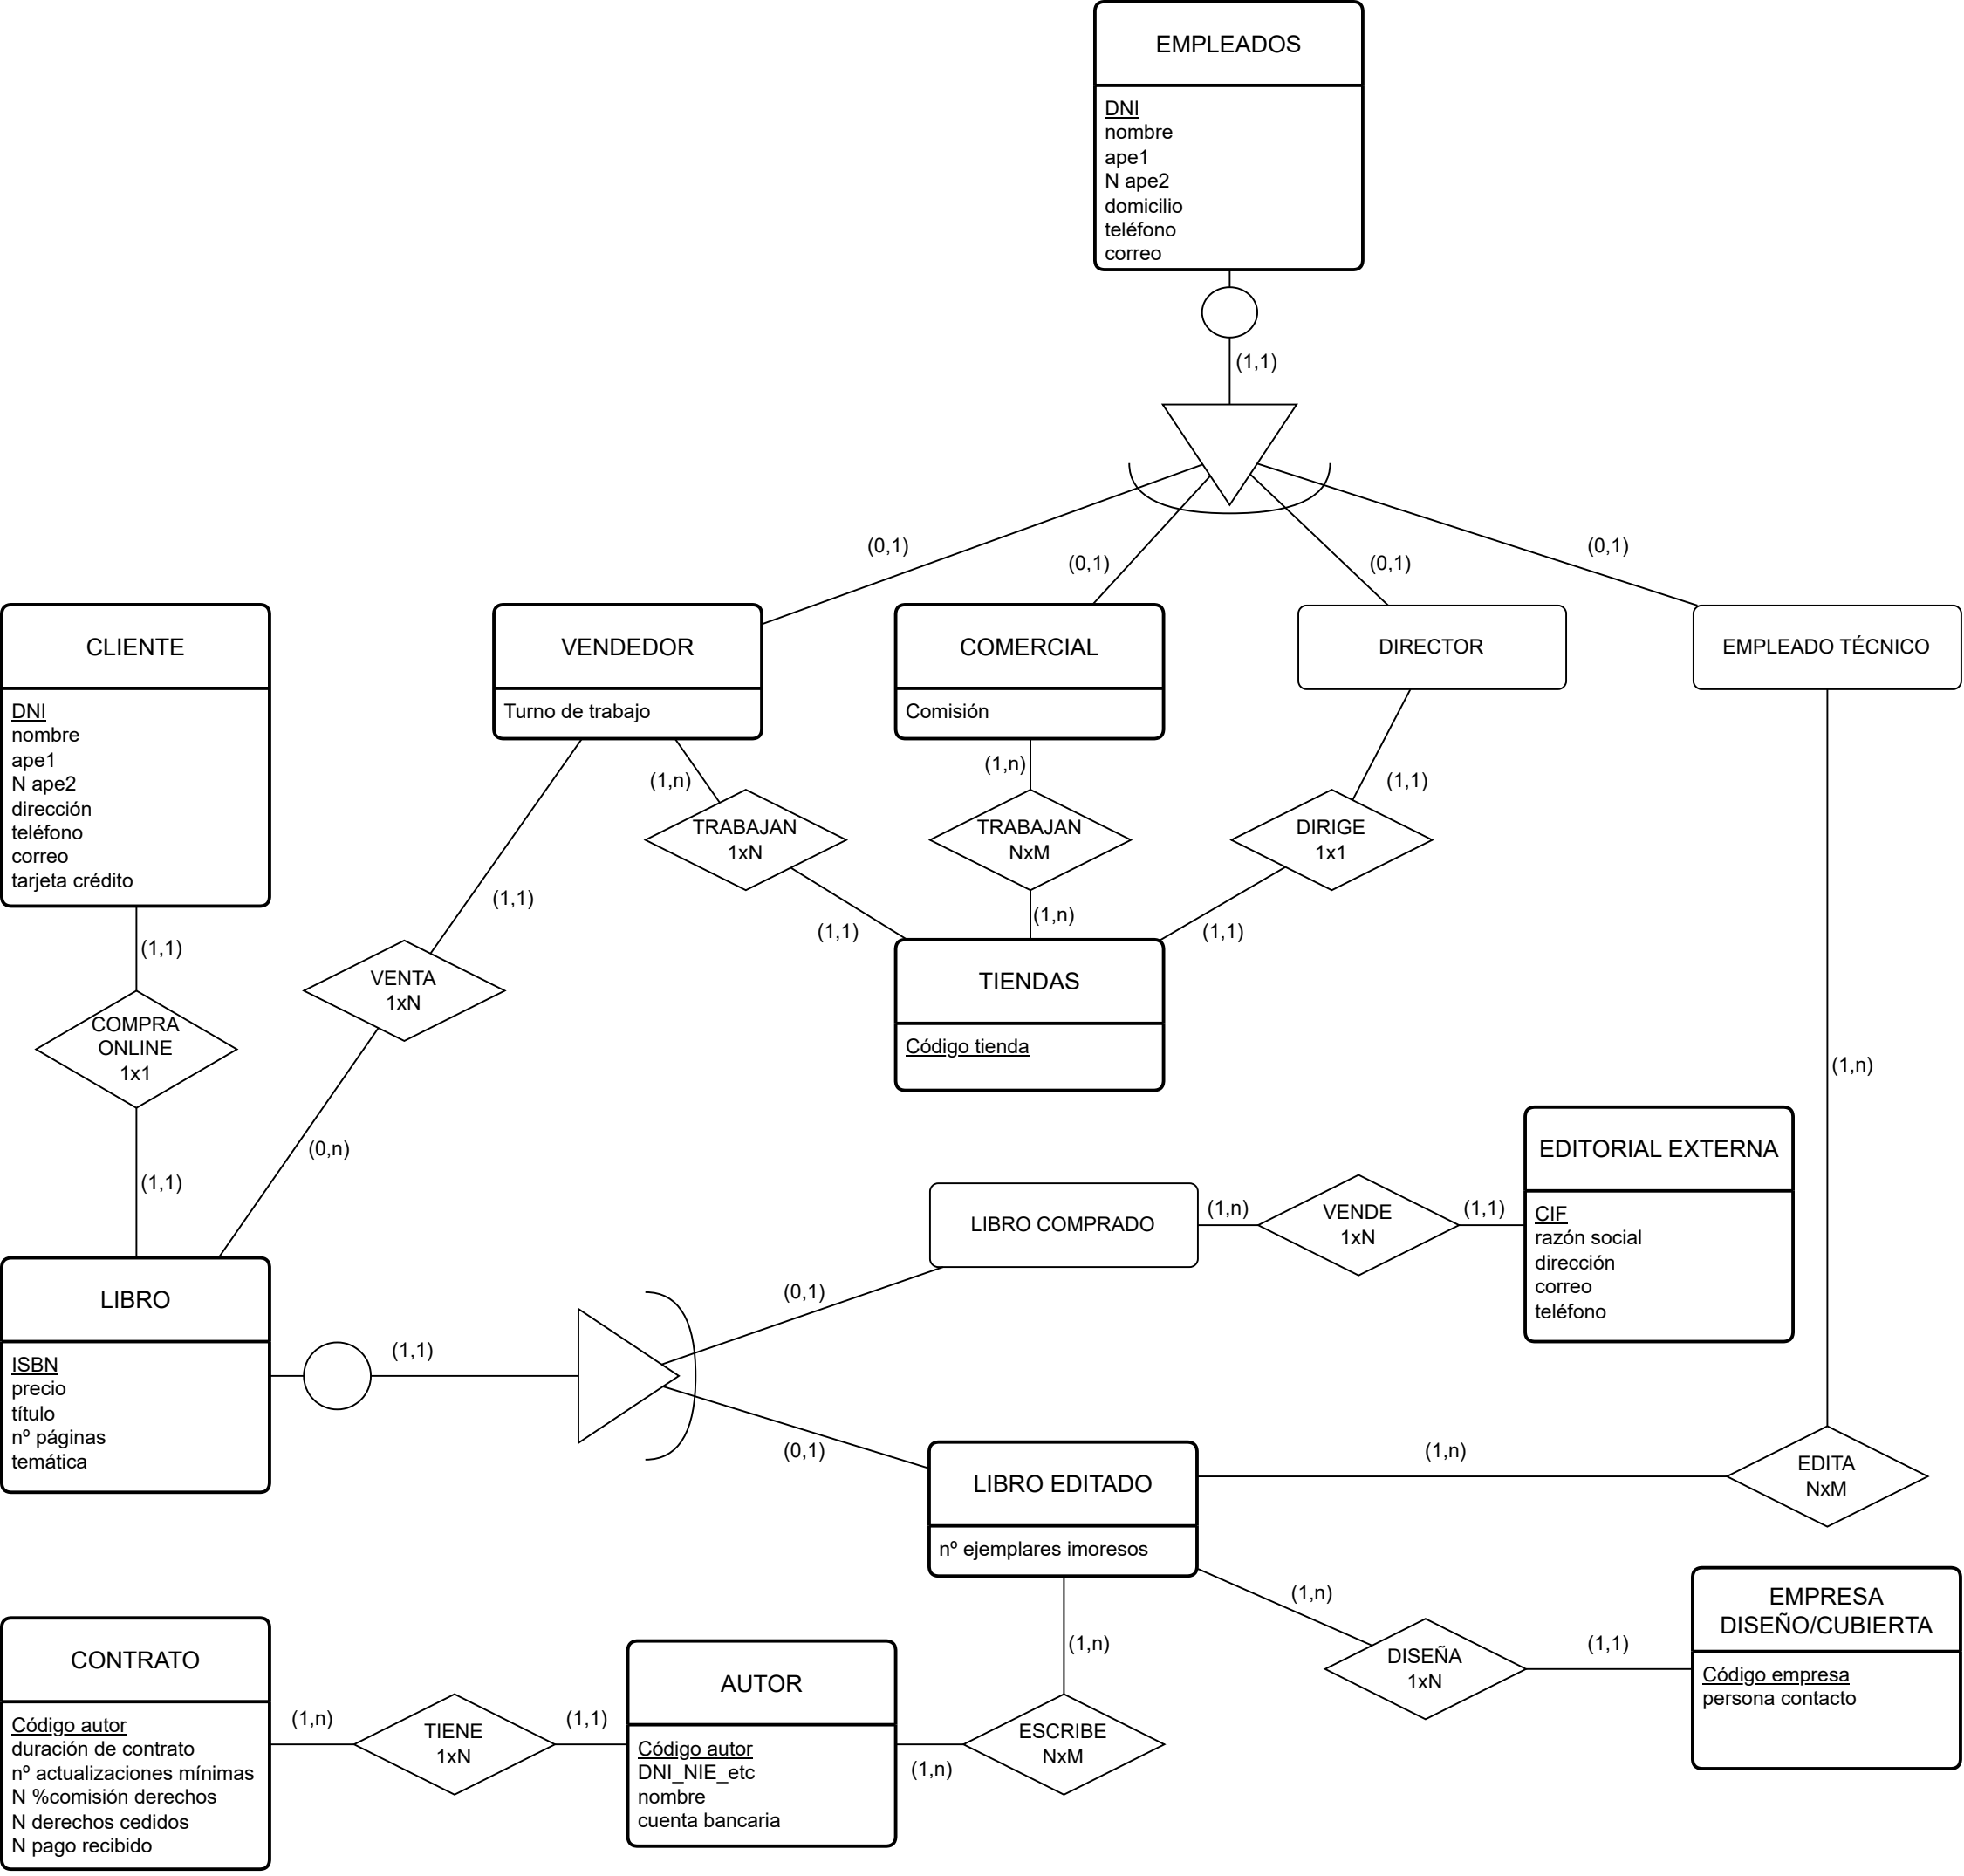 EMPLEADOS
DNI
nombre
ape1
N ape2
domicilio
teléfono
correo
(1,1)
(0,1)
(0,1)
(0,1)
(0,1)
CLIENTE
DNI
nombre
ape1
N ape2
dirección
teléfono
correo
tarjeta crédito
VENDEDOR
Turno de trabajo
COMERCIAL
Comisión
DIRECTOR
EMPLEADO TÉCNICO
(1,n)
(1,n)
(1,1)
TRABAJAN
1xN
TRABAJAN
NxM
DIRIGE
1x1
(1,1)
(1,n)
(1,1)
(1,1)
(1,1)
VENTA
1xN
COMPRA
ONLINE
1x1
TIENDAS
Código tienda
(1,n)
(0,n)
(1,1)
LIBRO COMPRADO
(1,n)
VENDE
1xN
(1,1)
EDITORIAL EXTERNA
CIF
razón social
dirección
correo
teléfono
LIBRO
ISBN
precio
título
nº páginas
temática
(1,1)
(0,1)
(0,1)
LIBRO EDITADO
nº ejemplares imoresos
(1,n)
EDITA
NxM
(1,n)
DISEÑA
1xN
(1,1)
EMPRESA
DISEÑO/CUBIERTA
Código empresa
persona contacto
(1,n)
CONTRATO
Código autor
duración de contrato
nº actualizaciones mínimas
N %comisión derechos
N derechos cedidos
N pago recibido
(1,n)
TIENE
1xN
(1,1)
AUTOR
Código autor
DNI_NIE_etc
nombre
cuenta bancaria
(1,n)
ESCRIBE
NxM